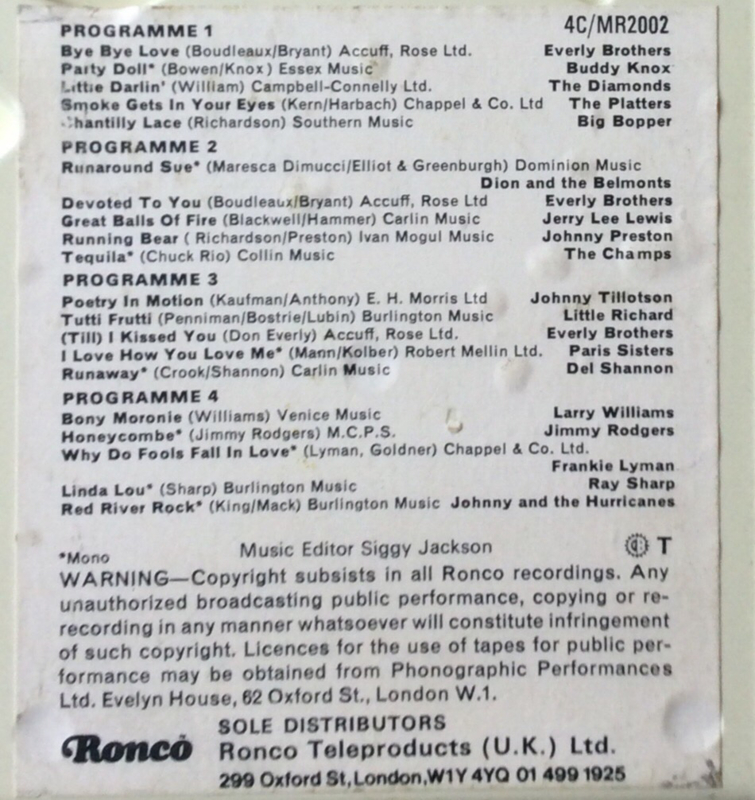 PROGRAMME 1 4C/MR2002
Bye Bye Love (Boudleaux/Bryant) Accuff, Rose Ltd. Everly Brothers
Party Doll* (Bowen/Knox) Essex Music Buddy Knox
Little Darlin' (William) Campbell-Connelly Ltd. The Diamonds
Smoke Gets In Your Eyes (Kern/Harbach) Chappel & Co. Ltd The Platters
Chantilly Lace (Richardson) Southern Music Big Bopper
PROGRAMME 2
Runaround Sue* (Maresca Dimucci/Elliot & Greenburgh) Dominion Music
Dion and the Belmonts
Devoted To You (Boudleaux/Bryant) Accuff, Rose Ltd Everly Brothers
Great Balls Of Fire (Blackwell/Hammer) Carlin Music Jerry Lee Lewis
Running Bear ( Richardson/Preston) Ivan Mogul Music Johnny Preston
Tequila* (Chuck Rio) Collin Music The Champs
PROGRAMME 3
Poetry In Motion (Kaufman/Anthony) E. H. Morris Ltd Johnny Tillotson
Tutti Frutti (Penniman/Bostrie/Lubin) Burlington Music Little Richard
(Till) I Kissed You (Don Everly) Accuff, Rose Ltd. Everly Brothers
I Love How You Love Me* (Mann/Kolber) Robert Mellin Ltd. Paris Sisters
Runaway* (Crook/Shannon) Carlin Music Del Shannon
PROGRAMME 4
Bony Moronie (Williams) Venice Music Larry Williams
Honeycombe* (Jimmy Rodgers) M.C.P.S. Jimmy Rodgers
Why Do Fools Fall In Love* (Lyman, Goldner) Chappel & Co. Ltd.
Frankie Lyman
Linda Lou* (Sharp) Burlington Music Ray Sharp
Red River Rock* (King/Mack) Burlington Music Johnny and the Hurricanes
*Mono Music Editor Siggy Jackson T
WARNING—Copyright subsists in all Ronco recordings. Any
unauthorized broadcasting public performance, copying or re-
recording in any manner whatsoever will constitute infringement
of such copyright. Licences for the use of tapes for public per-
formance may be obtained from Phonographic Performances
Ltd. Evelyn House, 62 Oxford St., London W.1.
SOLE DISTRIBUTORS
Ronco Ronco Teleproducts (U.K.) Ltd.
299 Oxford St,London,W1Y 4YQ 01 499 1925